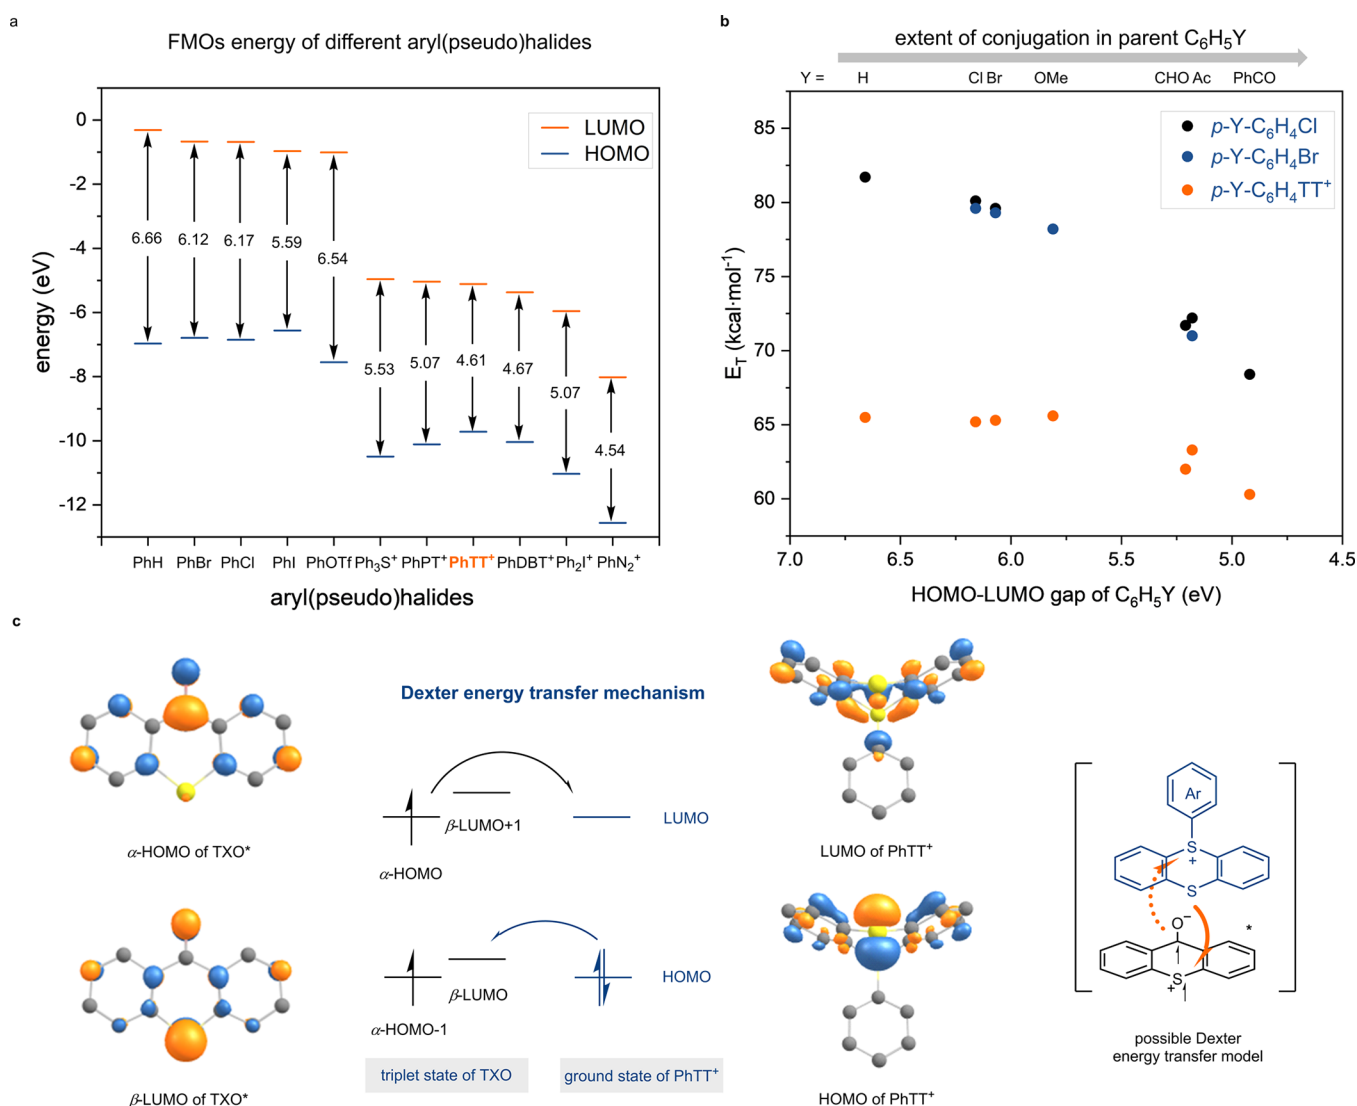 a
FMOs energy of different aryl(pseudo)halides
0
-2
-4
-6
-8
-10
-12
energy (eV)
LUMO
HOMO
6.66
6.12
6.17
5.59
6.54
5.53
5.07
4.61
4.67
5.07
4.54
PhH PhBr PhCl PhI PhOTf Ph₃S⁺ PhPT⁺ PhTT⁺ PhDBT⁺ Ph₂I⁺ PhN₂⁺
aryl(pseudo)halides
b
extent of conjugation in parent C₆H₅Y
Y = H Cl Br OMe CHO Ac PhCO
p-Y-C₆H₄Cl
p-Y-C₆H₄Br
p-Y-C₆H₄TT⁺
85
80
75
70
65
60
E_T (kcal·mol⁻¹)
7.0 6.5 6.0 5.5 5.0 4.5
HOMO-LUMO gap of C₆H₅Y (eV)
c
α-HOMO of TXO*
β-LUMO of TXO*
Dexter energy transfer mechanism
β-LUMO+1
α-HOMO
LUMO
β-LUMO
α-HOMO-1
HOMO
triplet state of TXO
ground state of PhTT⁺
LUMO of PhTT⁺
HOMO of PhTT⁺
Ar
S
+
S
O⁻
*
S
+
possible Dexter
energy transfer model